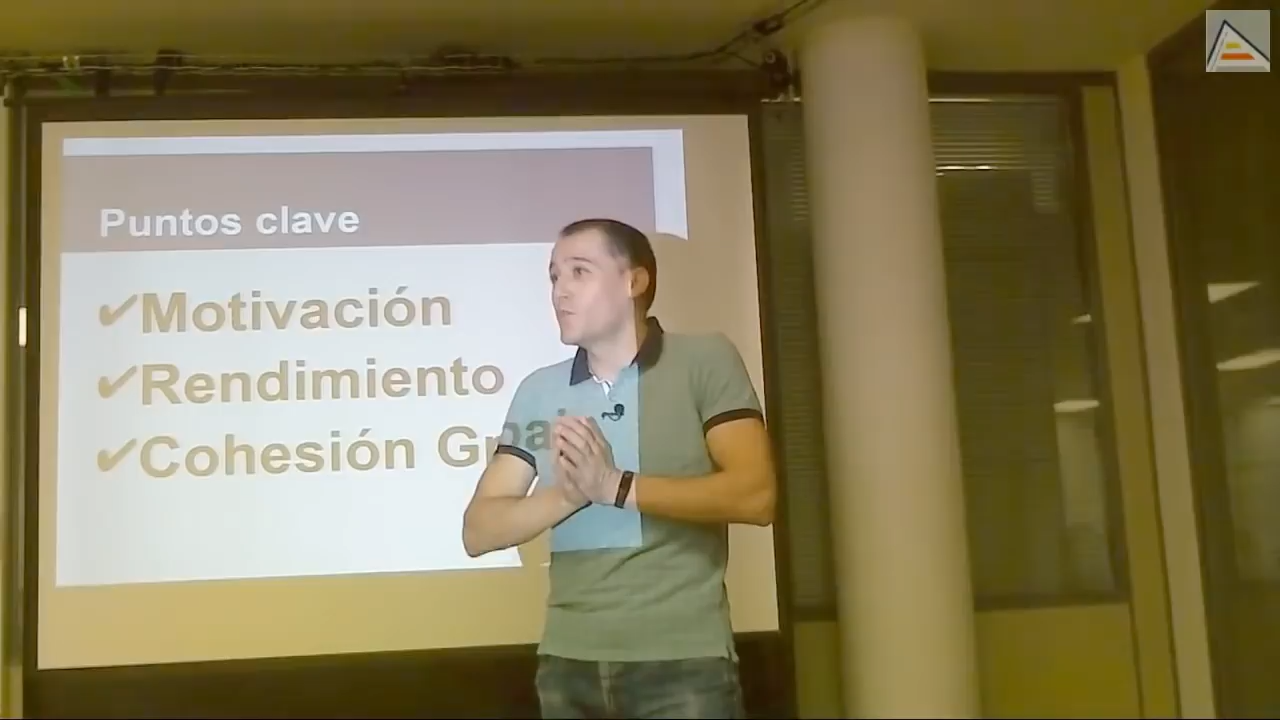 Puntos clave
✔Motivación
✔Rendimiento
✔Cohesión